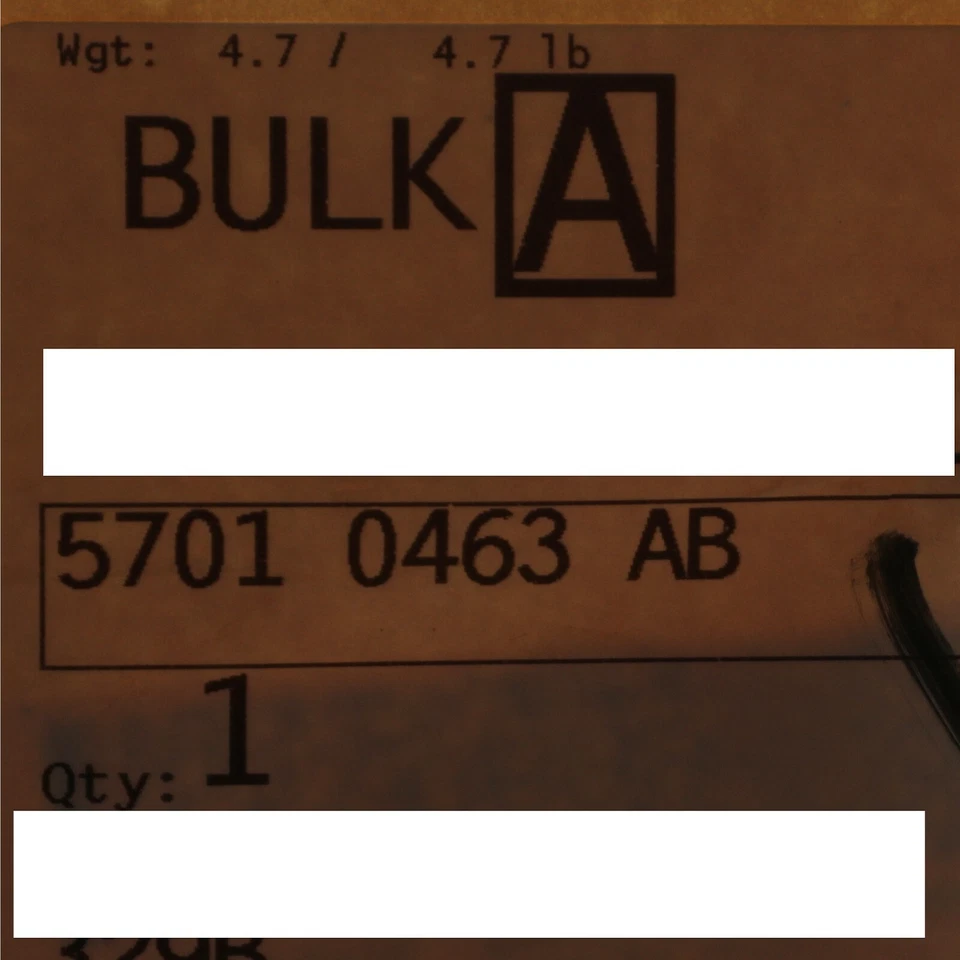 Wgt: 4.7 / 4.7 lb
BULK A
5701 0463 AB
Qty: 1